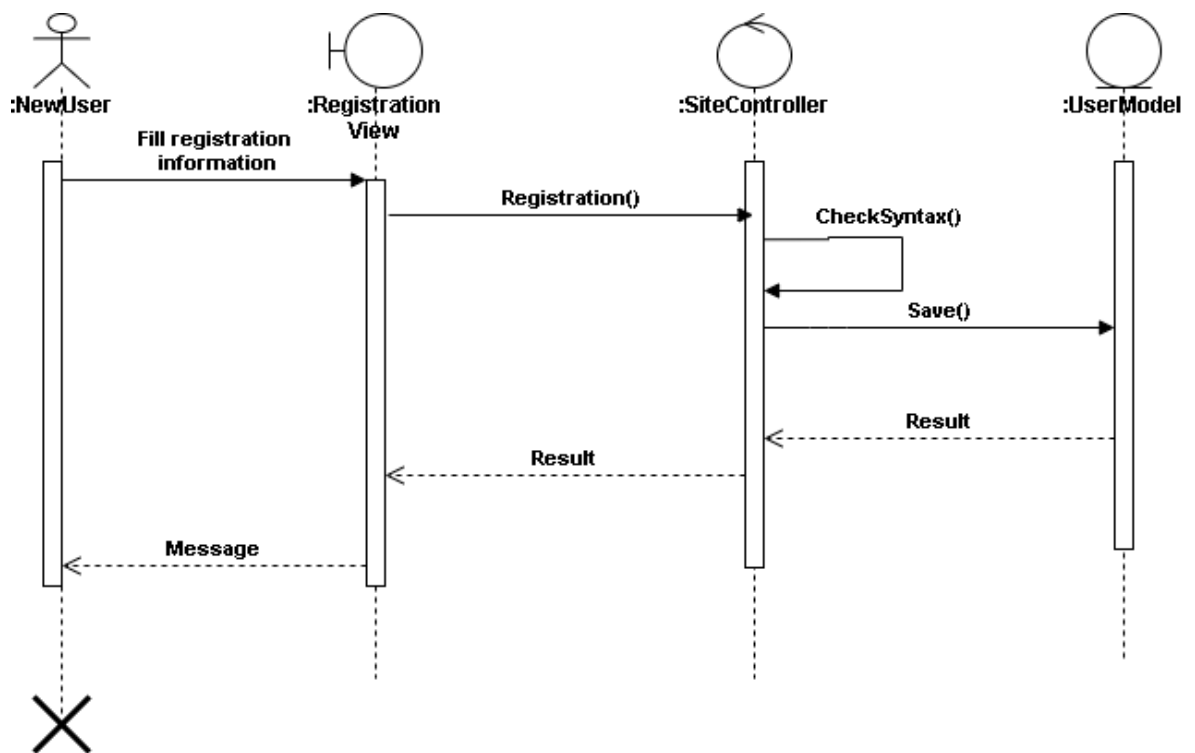 :NewUser
:Registration
View
:SiteController
:UserModel
Fill registration
information
Registration()
CheckSyntax()
Save()
Result
Result
Message